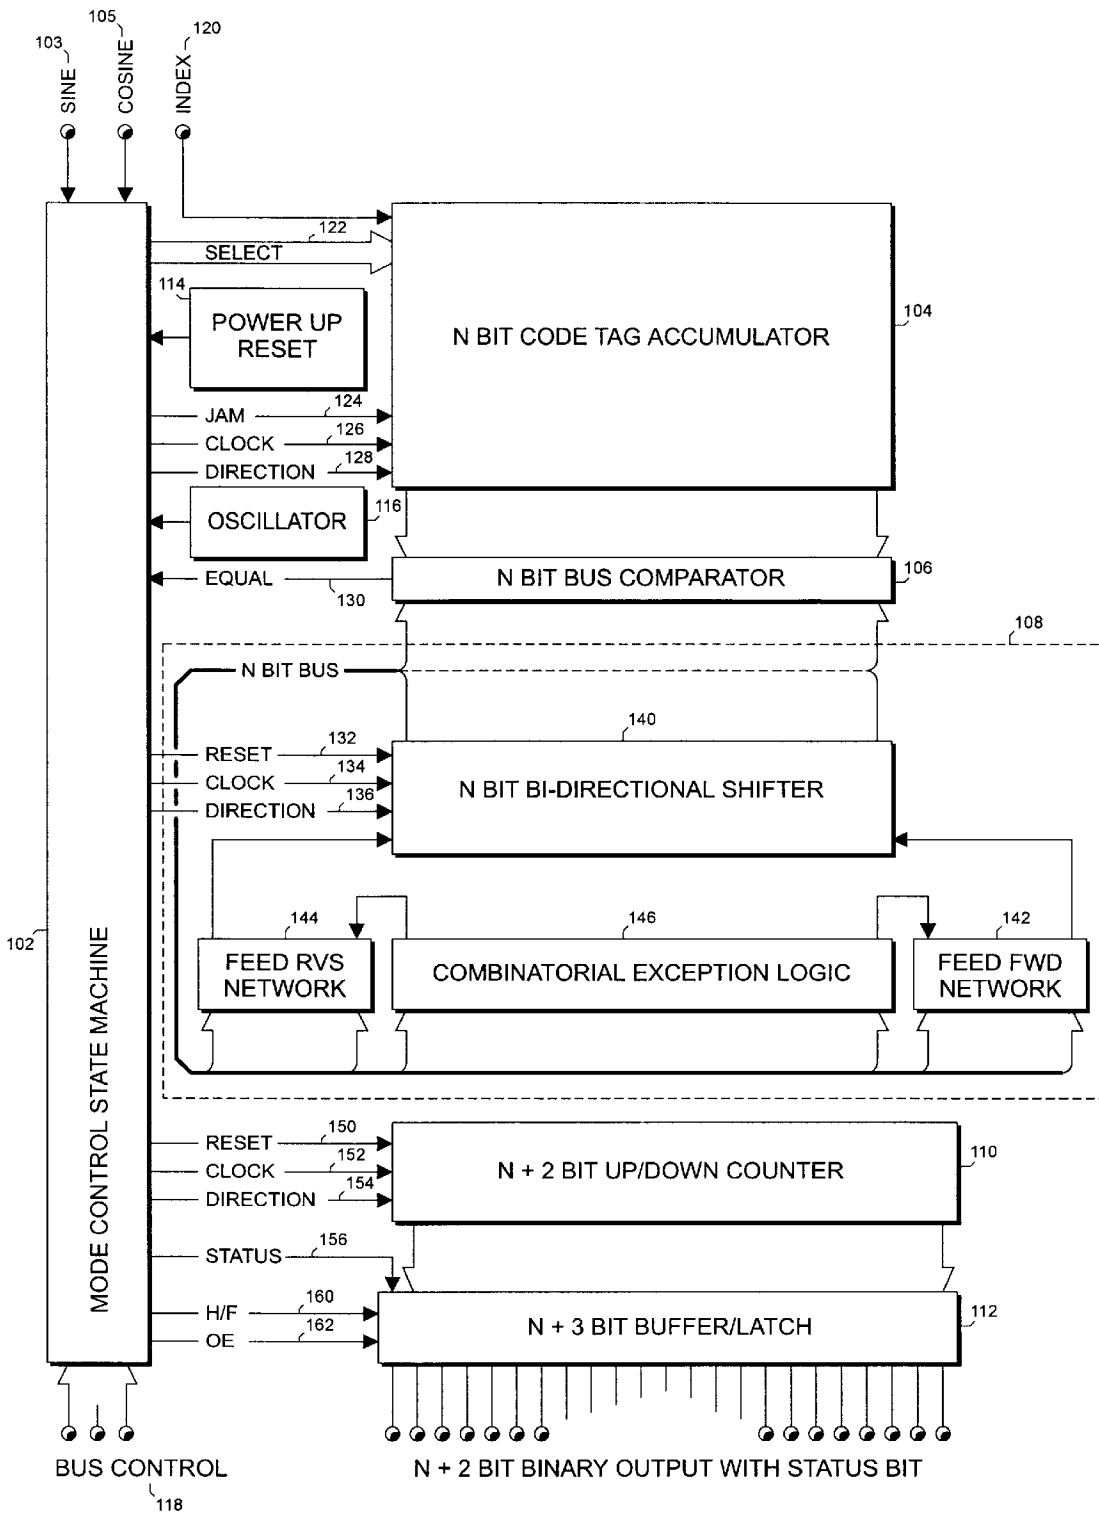 103
105
120
SINE
COSINE
INDEX
122
SELECT
114
POWER UP
RESET
N BIT CODE TAG ACCUMULATOR
104
JAM
124
CLOCK
126
DIRECTION
128
OSCILLATOR
116
EQUAL
130
N BIT BUS COMPARATOR
106
108
N BIT BUS
140
RESET
132
CLOCK
134
DIRECTION
136
N BIT BI-DIRECTIONAL SHIFTER
102
MODE CONTROL STATE MACHINE
144
FEED RVS
NETWORK
146
COMBINATORIAL EXCEPTION LOGIC
142
FEED FWD
NETWORK
RESET
150
CLOCK
152
DIRECTION
154
N + 2 BIT UP/DOWN COUNTER
110
STATUS
156
H/F
160
OE
162
N + 3 BIT BUFFER/LATCH
112
BUS CONTROL
118
N + 2 BIT BINARY OUTPUT WITH STATUS BIT